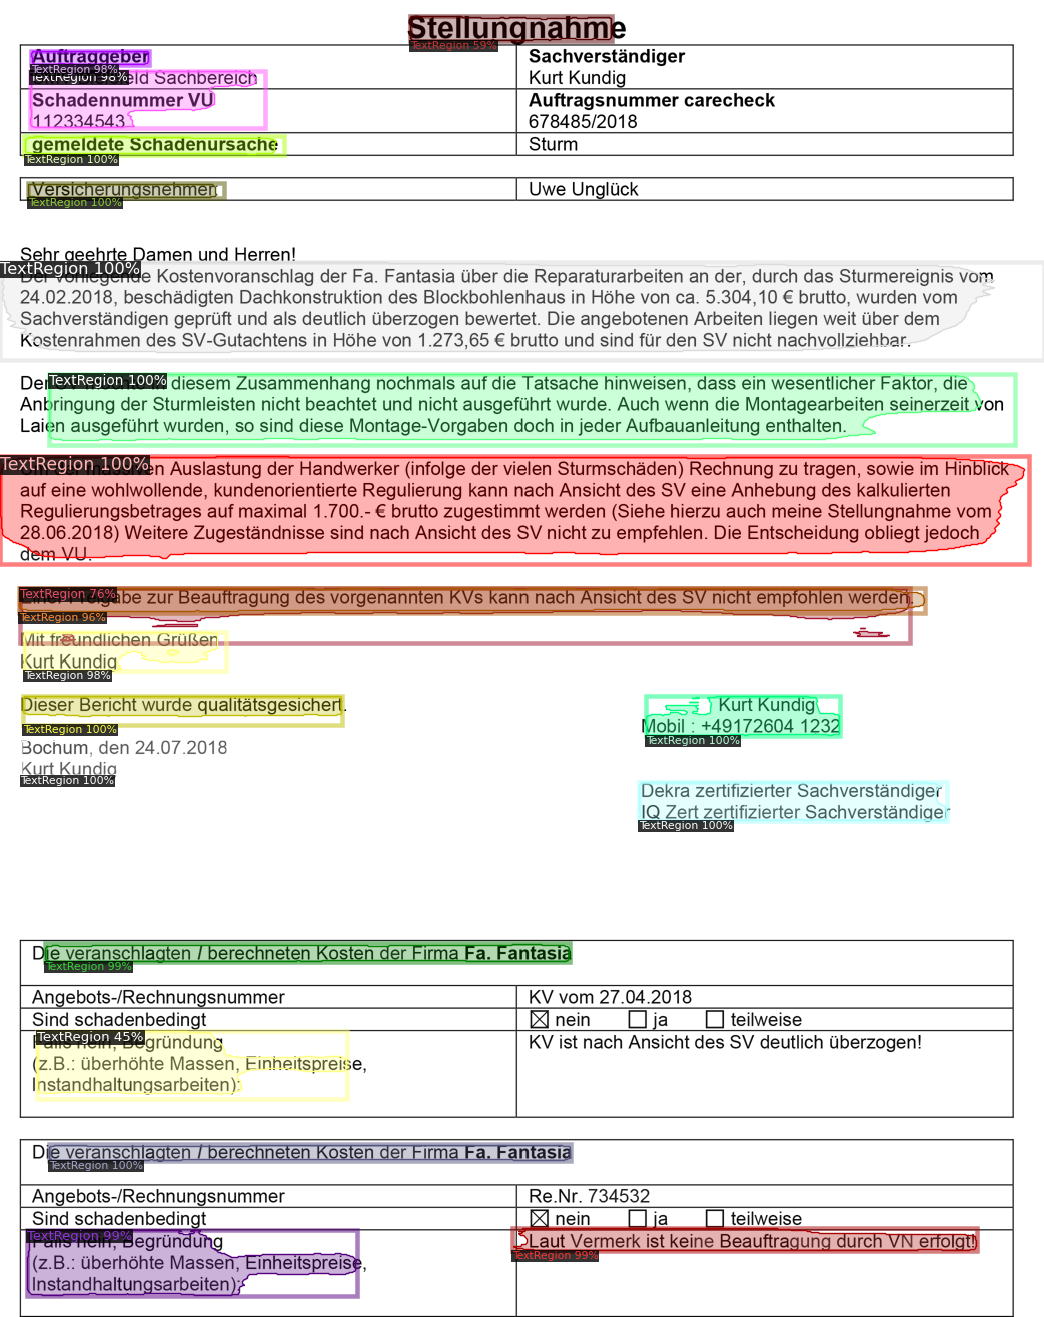 Stellungnahme
TextRegion 59%
Auftraggeber
Sachverständiger
TextRegion 98%
TextRegion 98%
Sachbereich
Kurt Kundig
Schadennummer VU
Auftragsnummer carecheck
112334543
678485/2018
gemeldete Schadenursache
Sturm
TextRegion 100%
Versicherungsnehmer
Uwe Unglück
TextRegion 100%
Sehr geehrte Damen und Herren!
TextRegion 100%
Kostenvoranschlag der Fa. Fantasia über die Reparaturarbeiten an der, durch das Sturmereignis vom
24.02.2018, beschädigten Dachkonstruktion des Blockbohlenhaus in Höhe von ca. 5.304,10 € brutto, wurden vom
Sachverständigen geprüft und als deutlich überzogen bewertet. Die angebotenen Arbeiten liegen weit über dem
Kostenrahmen des SV-Gutachtens in Höhe von 1.273,65 € brutto und sind für den SV nicht nachvollziehbar.
TextRegion 100%
Der diesem Zusammenhang nochmals auf die Tatsache hinweisen, dass ein wesentlicher Faktor, die
Anbringung der Sturmleisten nicht beachtet und nicht ausgeführt wurde. Auch wenn die Montagearbeiten seinerzeit von
Laien ausgeführt wurden, so sind diese Montage-Vorgaben doch in jeder Aufbauanleitung enthalten.
TextRegion 100%
Auslastung der Handwerker (infolge der vielen Sturmschäden) Rechnung zu tragen, sowie im Hinblick
auf eine wohlwollende, kundenorientierte Regulierung kann nach Ansicht des SV eine Anhebung des kalkulierten
Regulierungsbetrages auf maximal 1.700.- € brutto zugestimmt werden (Siehe hierzu auch meine Stellungnahme vom
28.06.2018) Weitere Zugeständnisse sind nach Ansicht des SV nicht zu empfehlen. Die Entscheidung obliegt jedoch
dem VU.
TextRegion 76%
zur Beauftragung des vorgenannten KVs kann nach Ansicht des SV nicht empfohlen werden.
TextRegion 96%
Mit freundlichen Grüßen
Kurt Kundig
TextRegion 98%
Dieser Bericht wurde qualitätsgesichert.
Kurt Kundig
Mobil : +49172604 1232
TextRegion 100%
TextRegion 100%
Bochum, den 24.07.2018
Kurt Kundig
TextRegion 100%
Dekra zertifizierter Sachverständiger
IQ Zert zertifizierter Sachverständiger
TextRegion 100%
Die veranschlagten / berechneten Kosten der Firma Fa. Fantasia
TextRegion 99%
Angebots-/Rechnungsnummer
KV vom 27.04.2018
Sind schadenbedingt
☒ nein ☐ ja ☐ teilweise
TextRegion 45%
Falls nein, Begründung
KV ist nach Ansicht des SV deutlich überzogen!
(z.B.: überhöhte Massen, Einheitspreise,
Instandhaltungsarbeiten):
Die veranschlagten / berechneten Kosten der Firma Fa. Fantasia
TextRegion 100%
Angebots-/Rechnungsnummer
Re.Nr. 734532
Sind schadenbedingt
☒ nein ☐ ja ☐ teilweise
TextRegion 99%
Falls nein, Begründung
Laut Vermerk ist keine Beauftragung durch VN erfolgt!
TextRegion 99%
(z.B.: überhöhte Massen, Einheitspreise,
Instandhaltungsarbeiten):